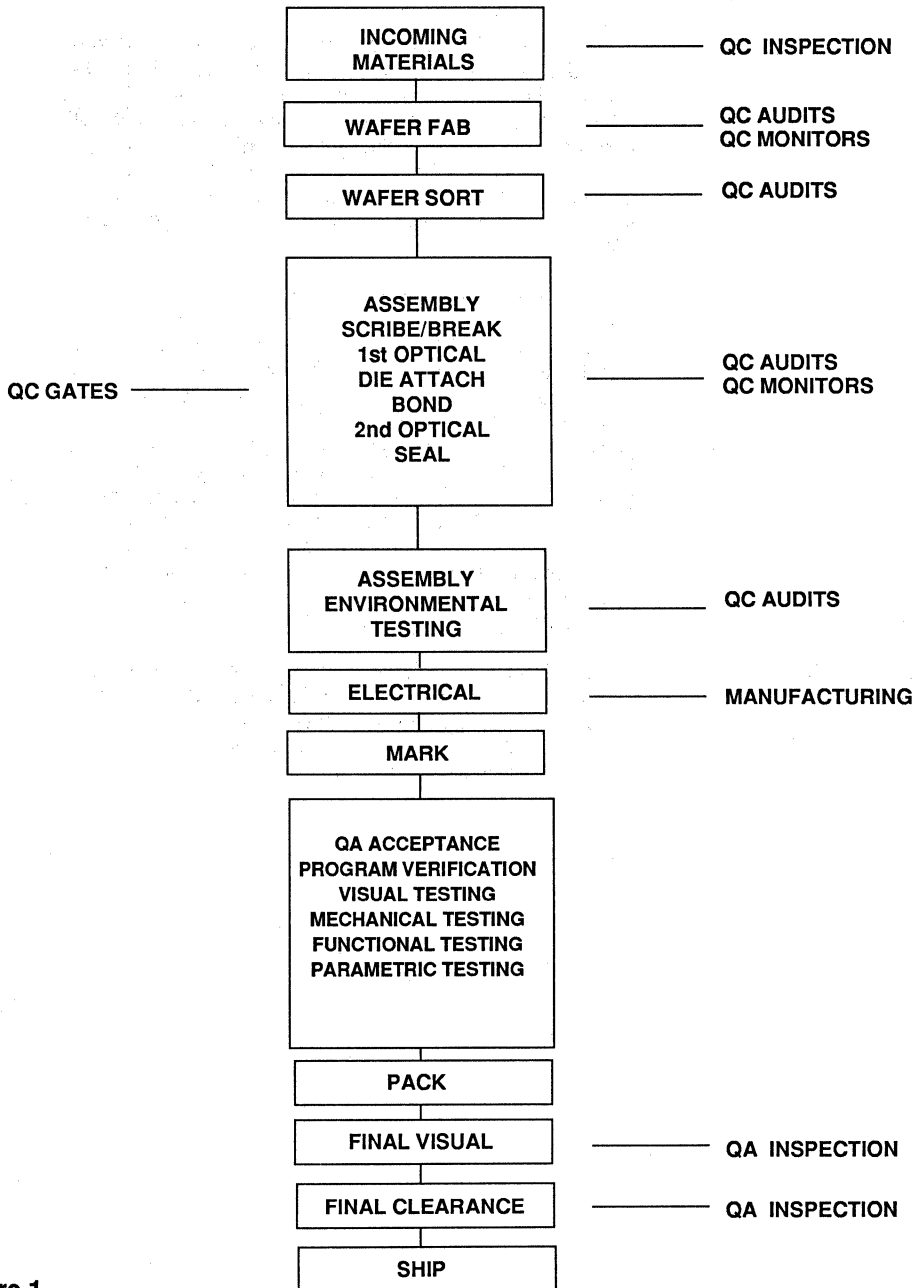 INCOMING
MATERIALS
QC INSPECTION
WAFER FAB
QC AUDITS
QC MONITORS
WAFER SORT
QC AUDITS
QC GATES
ASSEMBLY
SCRIBE/BREAK
1st OPTICAL
DIE ATTACH
BOND
2nd OPTICAL
SEAL
QC AUDITS
QC MONITORS
ASSEMBLY
ENVIRONMENTAL
TESTING
QC AUDITS
ELECTRICAL
MANUFACTURING
MARK
QA ACCEPTANCE
PROGRAM VERIFICATION
VISUAL TESTING
MECHANICAL TESTING
FUNCTIONAL TESTING
PARAMETRIC TESTING
PACK
FINAL VISUAL
QA INSPECTION
FINAL CLEARANCE
QA INSPECTION
SHIP